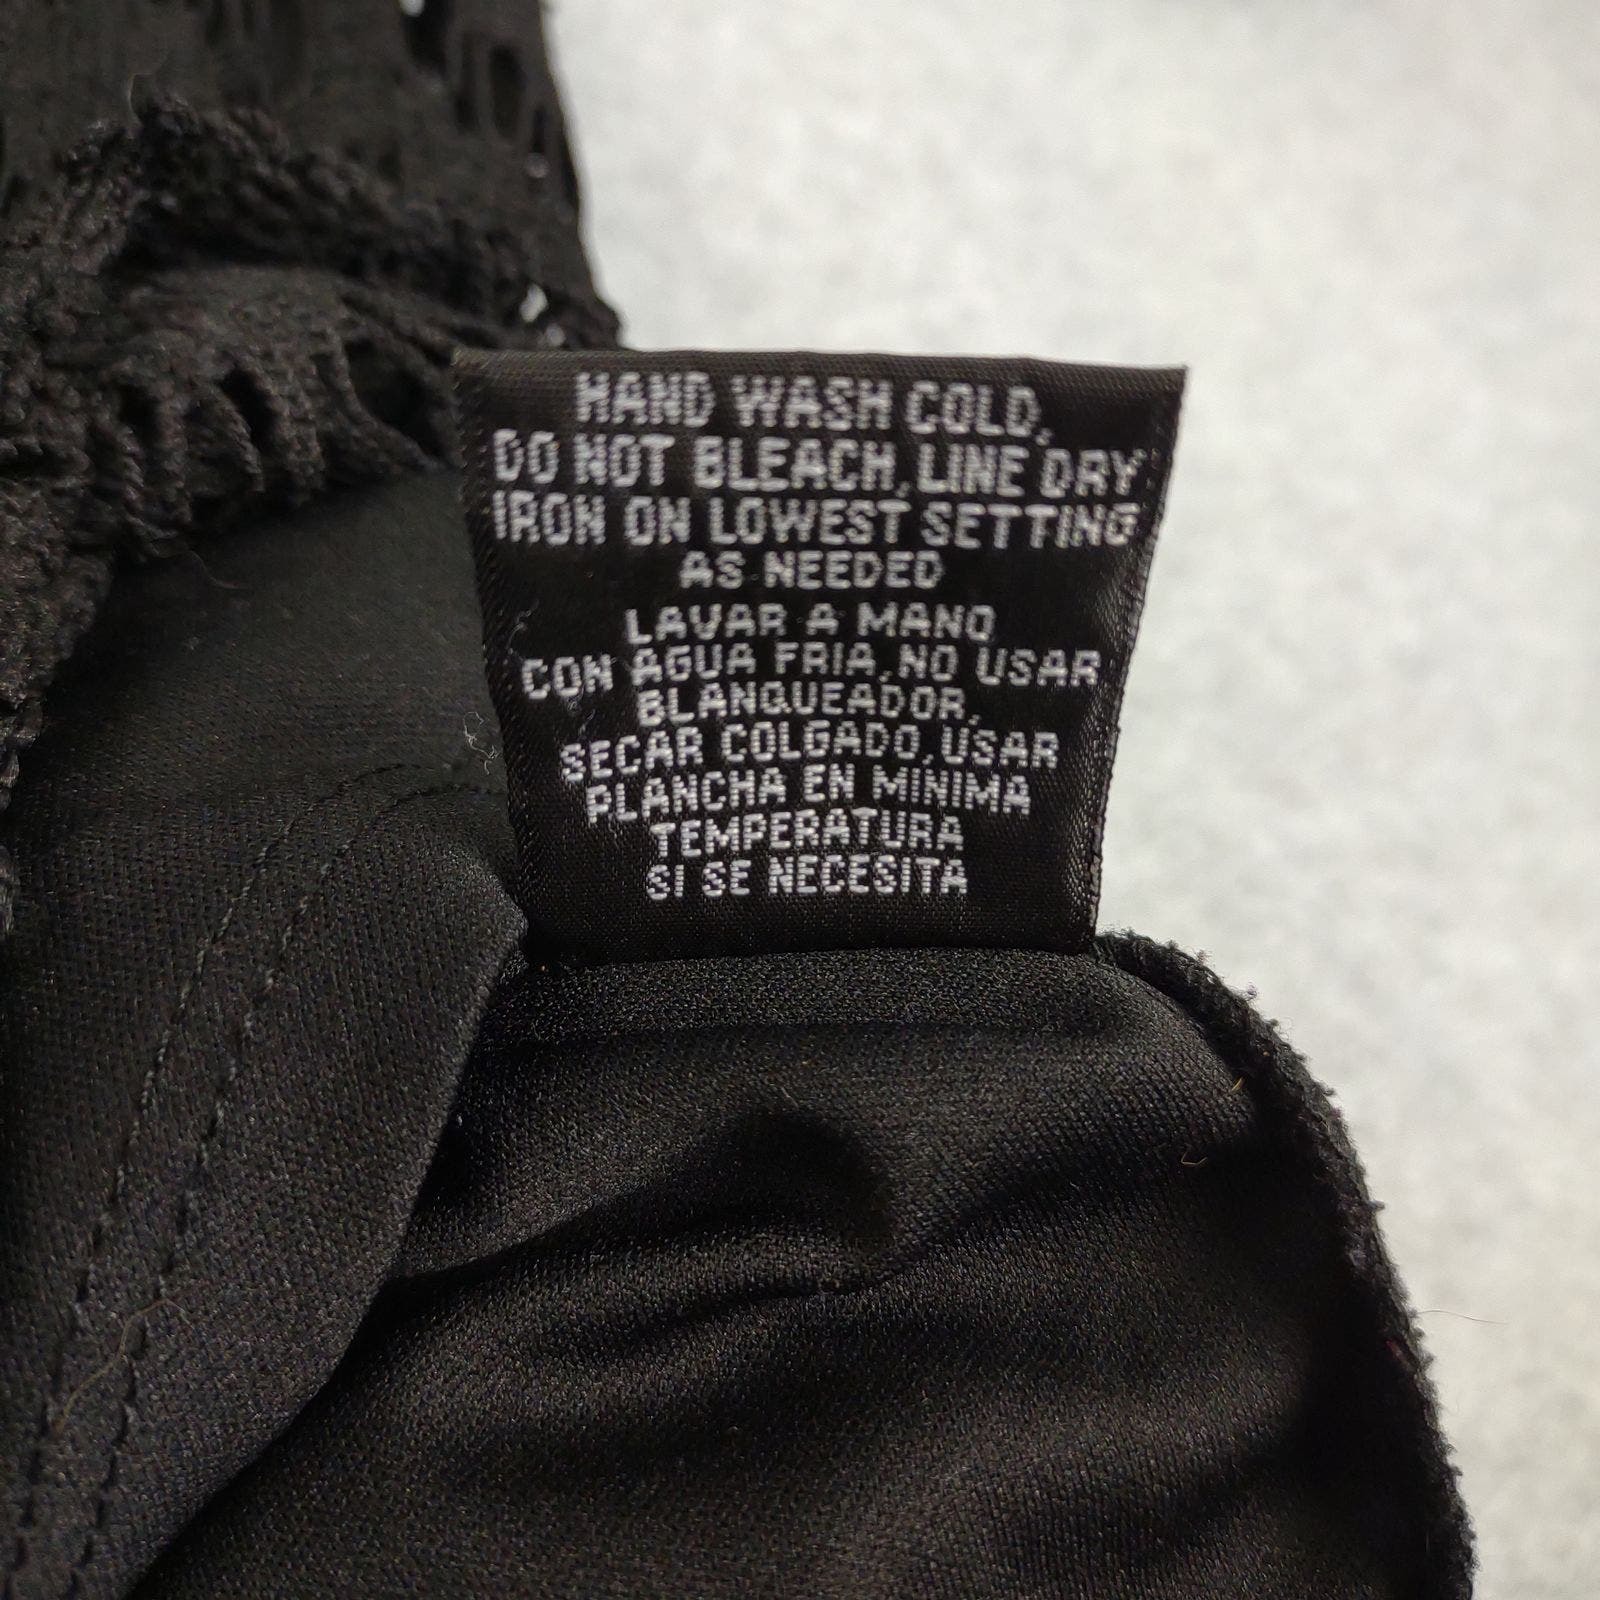 HAND WASH COLD,
DO NOT BLEACH, LINE DRY
IRON ON LOWEST SETTING
AS NEEDED
LAVAR A MANO
CON AGUA FRIA, NO USAR
BLANQUEADOR,
SECAR COLGADO, USAR
PLANCHA EN MINIMA
TEMPERATURA
SI SE NECESITA